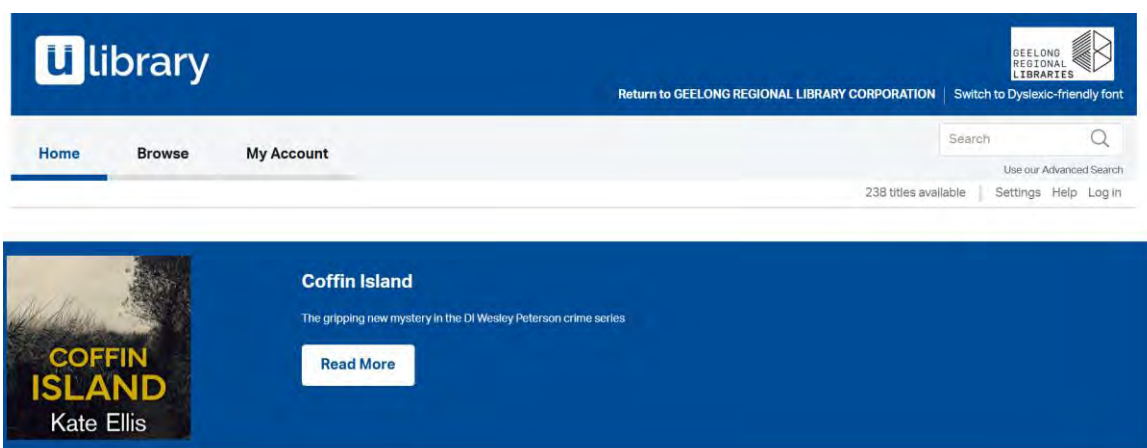 ulibrary
GEELONG
REGIONAL
LIBRARIES
Return to GEELONG REGIONAL LIBRARY CORPORATION | Switch to Dyslexic-friendly font
Home Browse My Account
Search
Use our Advanced Search
238 titles available | Settings Help Log in
COFFIN
ISLAND
Kate Ellis
Coffin Island
The gripping new mystery in the DI Wesley Peterson crime series
Read More